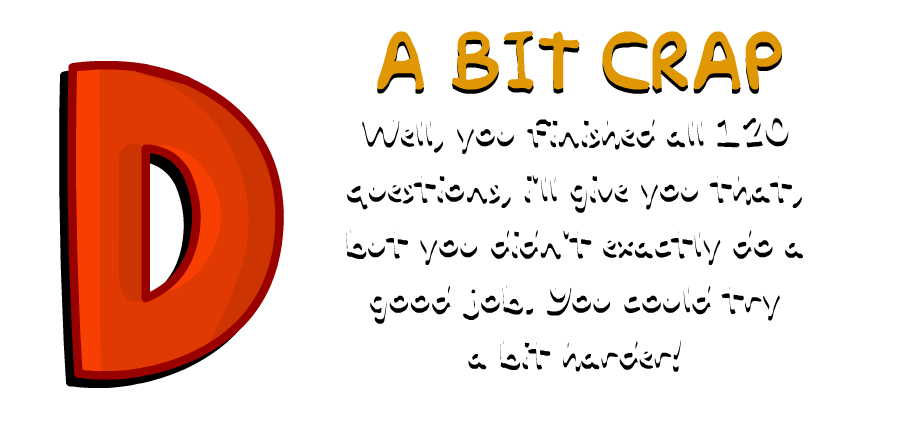 D
A BIT CRAP
Well, you finished all 120
questions, i'll give you that,
but you didn't exactly do a
good job. You could try
a bit harder!